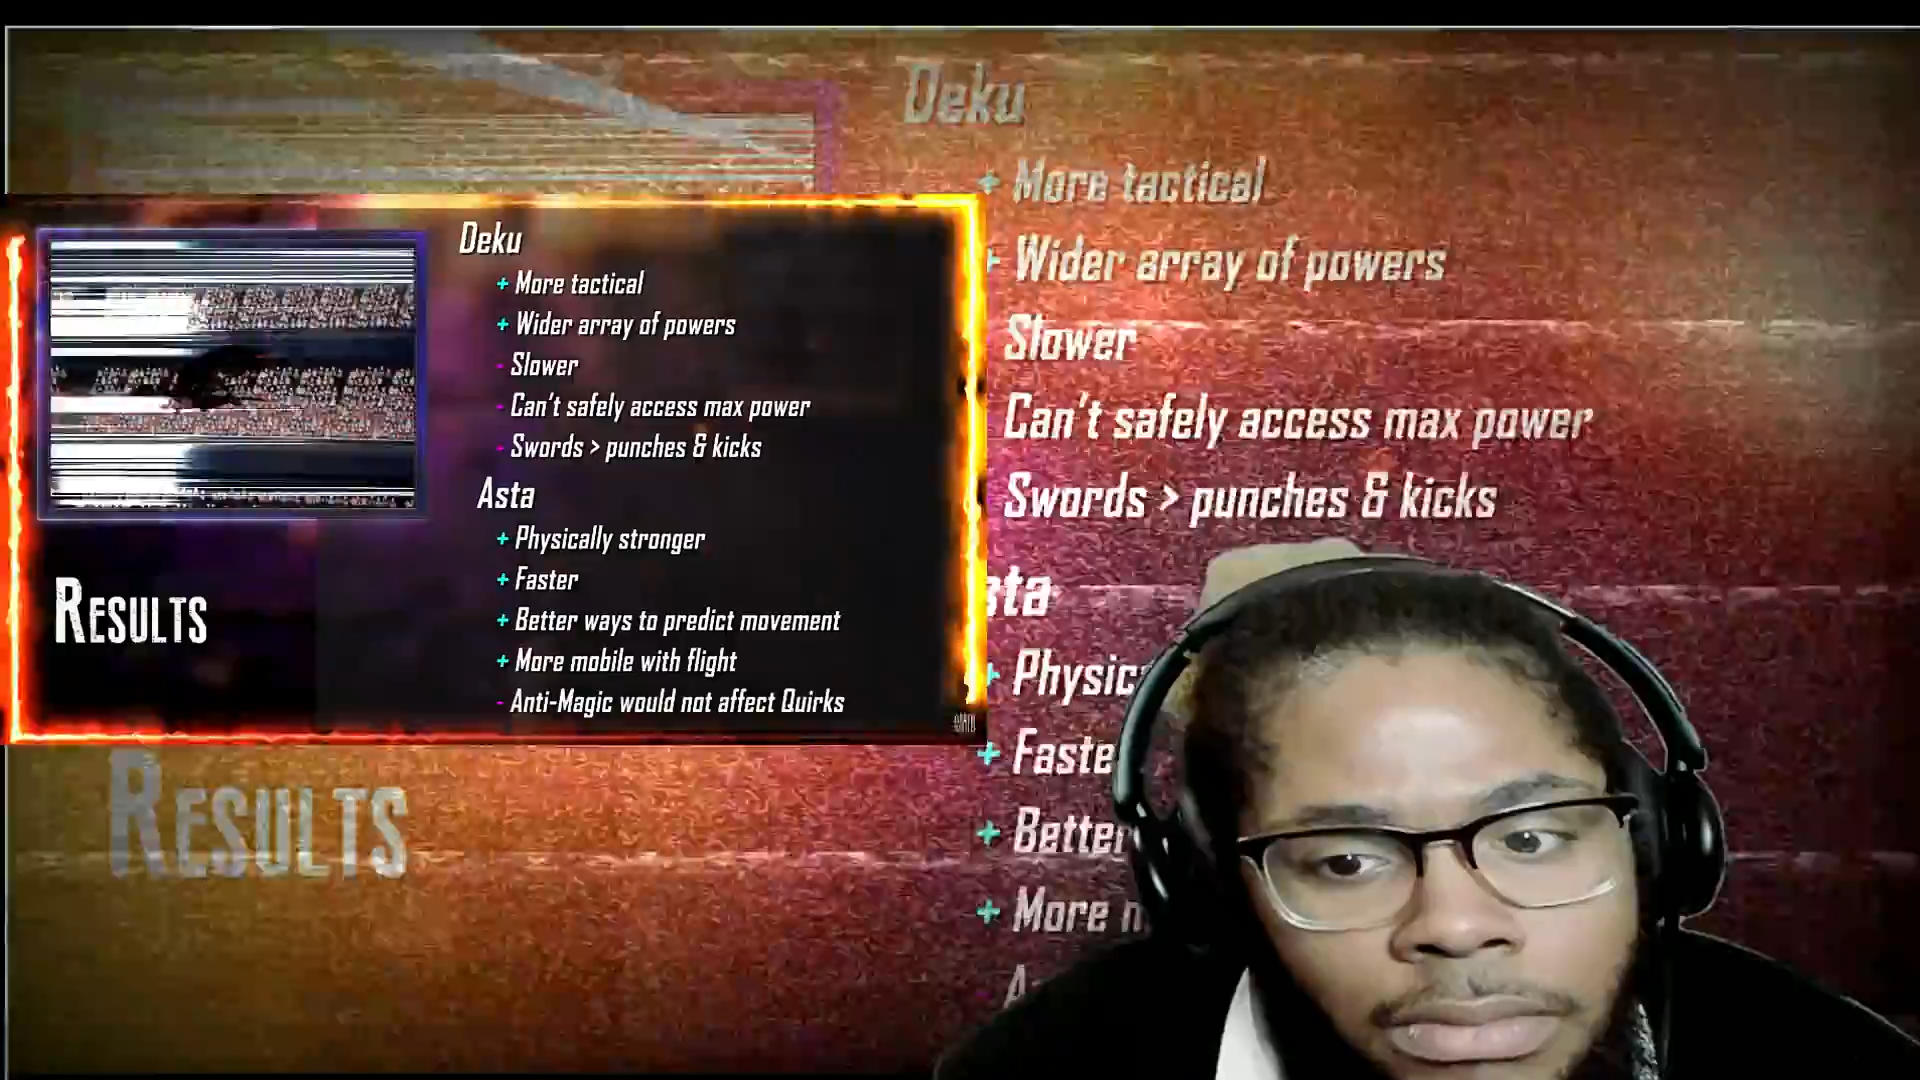 Deku
+ More tactical
+ Wider array of powers
- Slower
- Can't safely access max power
- Swords > punches & kicks
Asta
+ Physically stronger
+ Faster
+ Better ways to predict movement
+ More mobile with flight
- Anti-Magic would not affect Quirks
RESULTS
Deku
+ More tactical
+ Wider array of powers
Slower
Can't safely access max power
Swords > punches & kicks
sta
+ Physic
+ Faste
+ Better
+ More
RESULTS